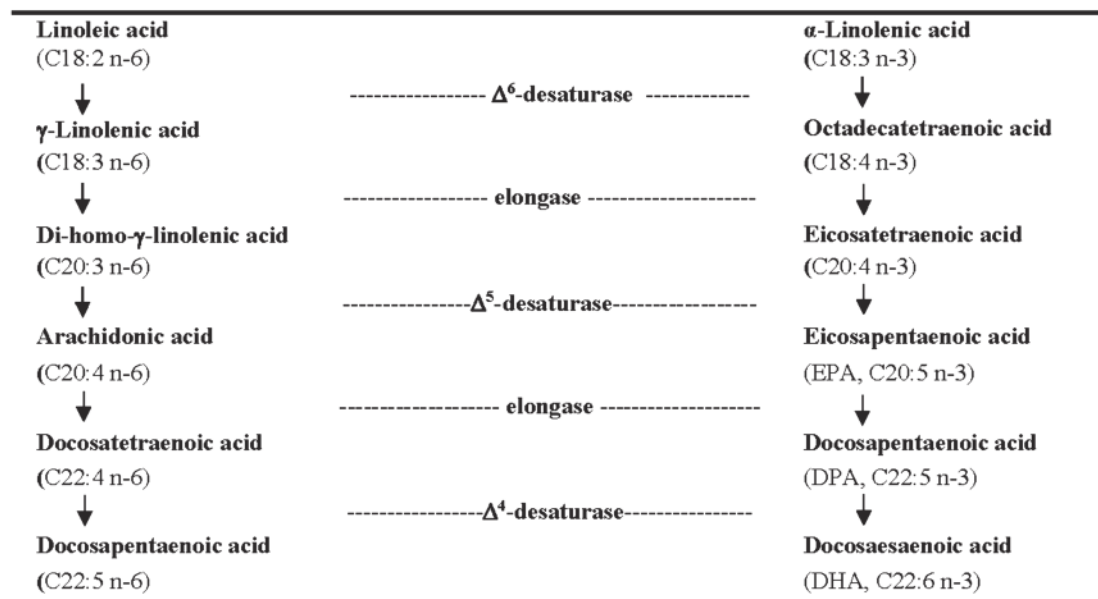 Linoleic acid
(C18:2 n-6)
α-Linolenic acid
(C18:3 n-3)
---------------- Δ⁶-desaturase ------------
γ-Linolenic acid
(C18:3 n-6)
Octadecatetraenoic acid
(C18:4 n-3)
----------------- elongase -----------------
Di-homo-γ-linolenic acid
(C20:3 n-6)
Eicosatetraenoic acid
(C20:4 n-3)
---------------Δ⁵-desaturase-----------------
Arachidonic acid
(C20:4 n-6)
Eicosapentaenoic acid
(EPA, C20:5 n-3)
------------------- elongase -------------------
Docosatetraenoic acid
(C22:4 n-6)
Docosapentaenoic acid
(DPA, C22:5 n-3)
----------------Δ⁴-desaturase---------------
Docosapentaenoic acid
(C22:5 n-6)
Docosaesaenoic acid
(DHA, C22:6 n-3)